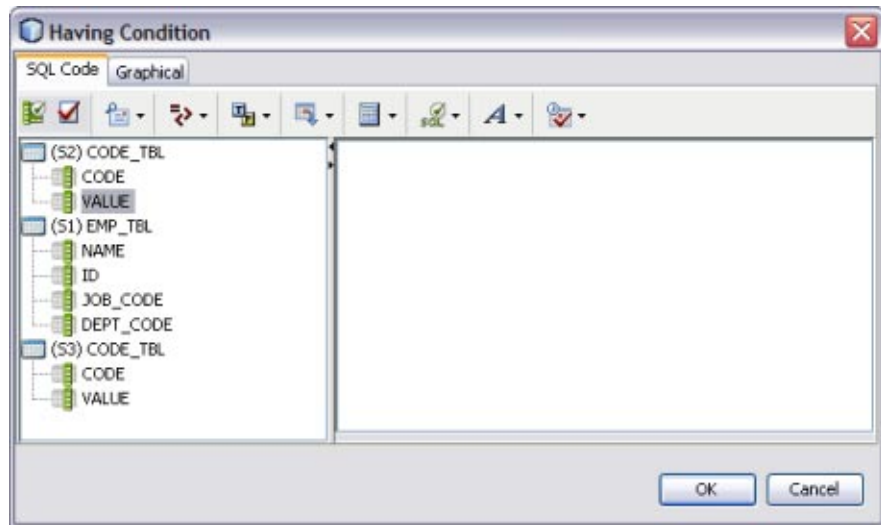 Having Condition
SQL Code Graphical
SQL A
(S2) CODE_TBL
CODE
VALUE
(S1) EMP_TBL
NAME
ID
JOB_CODE
DEPT_CODE
(S3) CODE_TBL
CODE
VALUE
OK Cancel